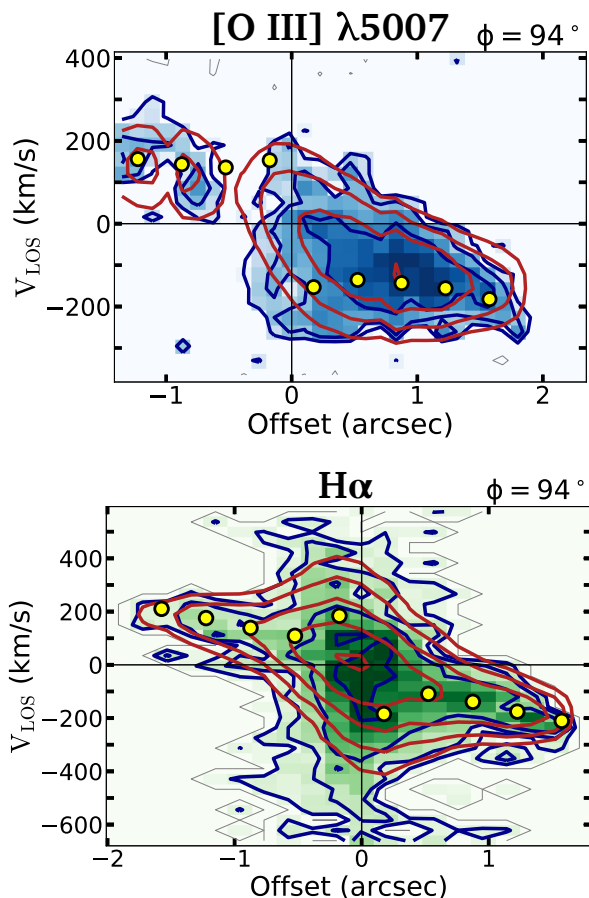 [O III] λ5007 ϕ = 94°
400
200
0
−200
V_LOS (km/s)
−1 0 1 2
Offset (arcsec)
Hα ϕ = 94°
400
200
0
−200
−400
−600
V_LOS (km/s)
−2 −1 0 1
Offset (arcsec)